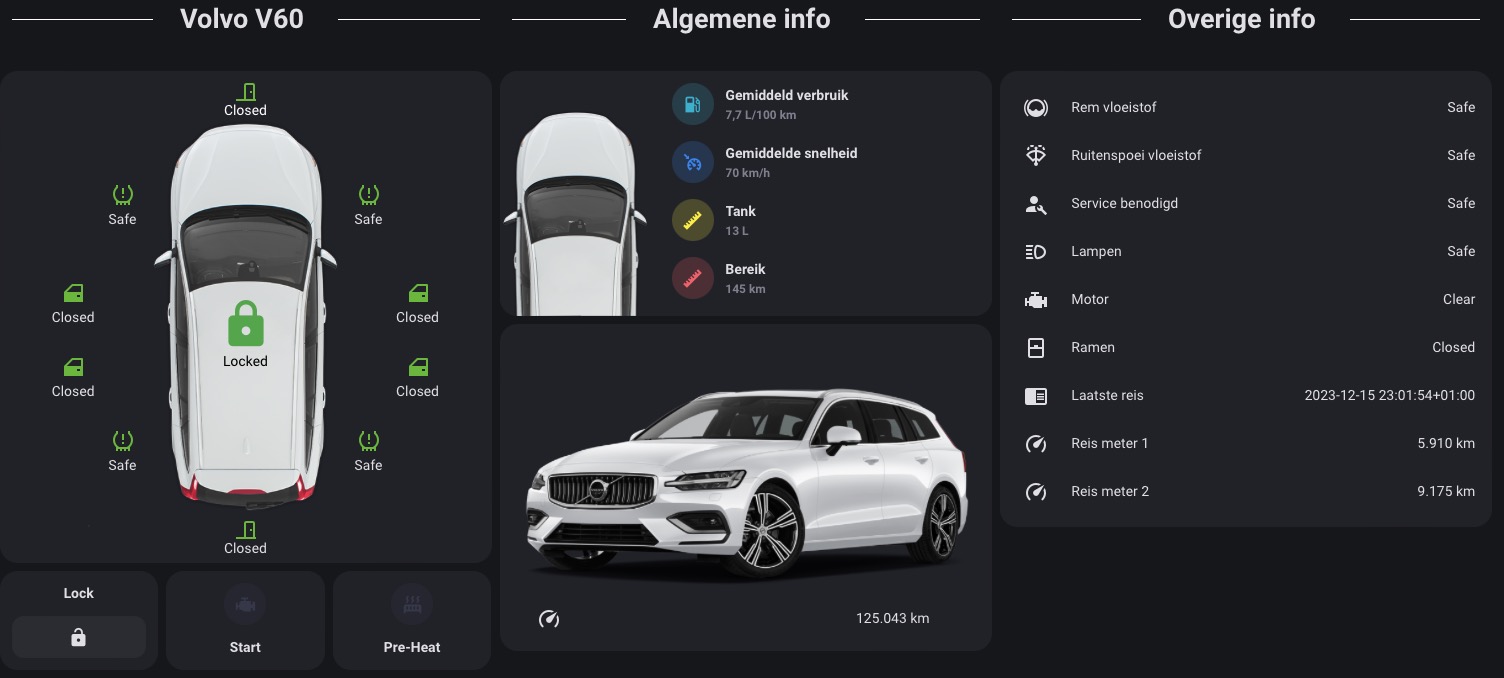 Volvo V60
Closed
Safe
Safe
Closed
Closed
Locked
Closed
Closed
Safe
Safe
Closed
Lock
Start
Pre-Heat
Algemene info
Gemiddeld verbruik
7,7 L/100 km
Gemiddelde snelheid
70 km/h
Tank
13 L
Bereik
145 km
125.043 km
Overige info
Rem vloeistof Safe
Ruitenspoei vloeistof Safe
Service benodigd Safe
Lampen Safe
Motor Clear
Ramen Closed
Laatste reis 2023-12-15 23:01:54+01:00
Reis meter 1 5.910 km
Reis meter 2 9.175 km